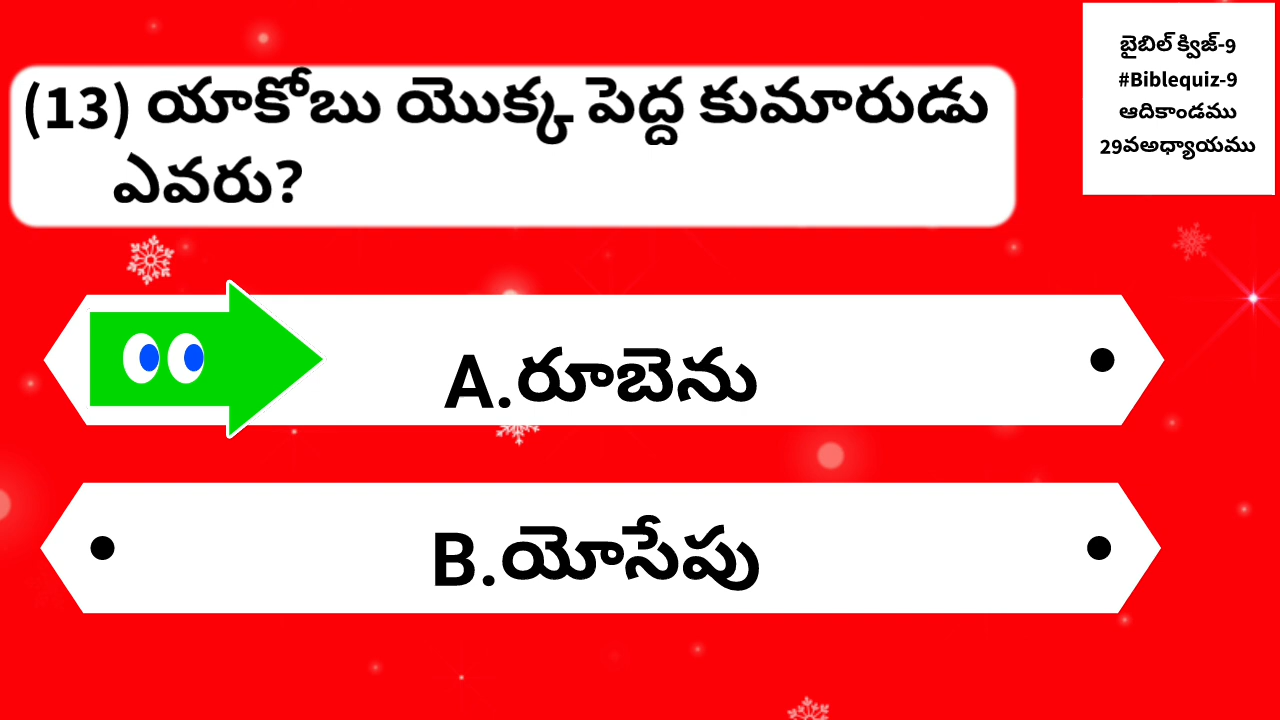 (13) యాకోబు యొక్క పెద్ద కుమారుడు
ఎవరు?
బైబిల్ క్విజ్-9
#Biblequiz-9
ఆదికాండము
29వఅధ్యాయము
A.రూబెను
B.యోసేపు